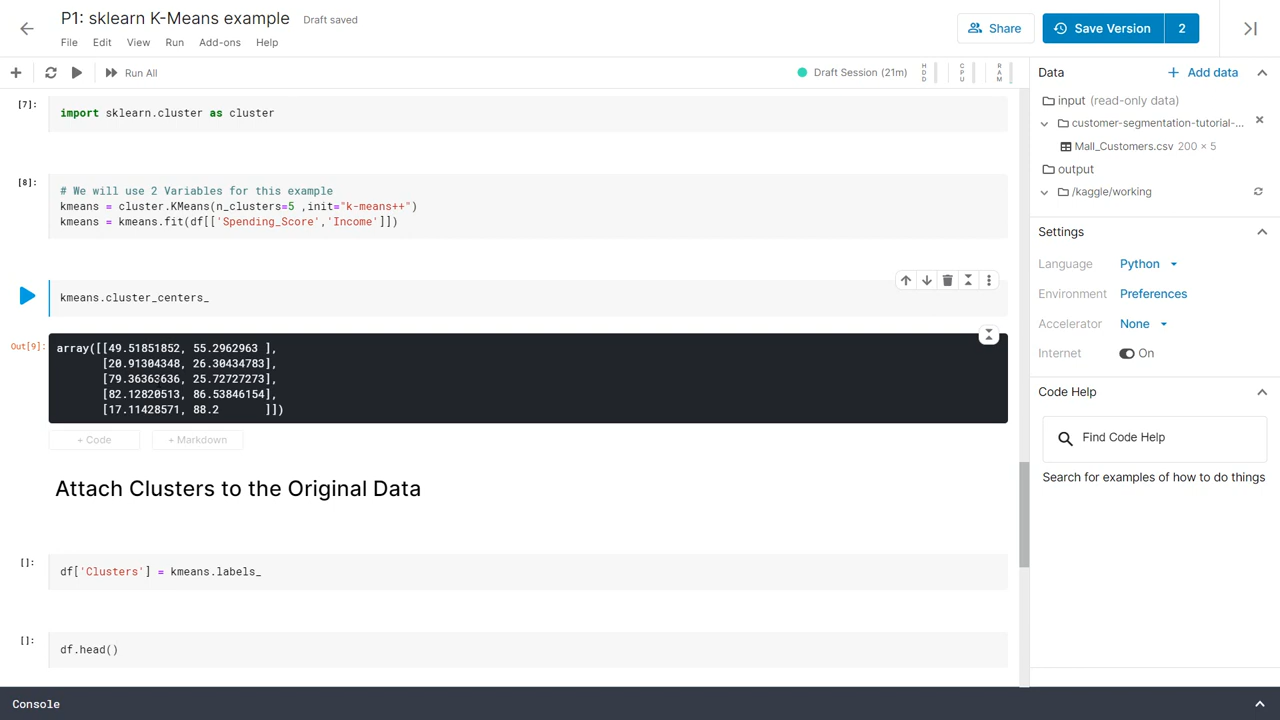 P1: sklearn K-Means example Draft saved
File Edit View Run Add-ons Help
Share
Save Version 2
Run All
Draft Session (21m)
HDD
CPU
RAM
[7]:
import sklearn.cluster as cluster
[8]:
# We will use 2 Variables for this example
kmeans = cluster.KMeans(n_clusters=5 ,init="k-means++")
kmeans = kmeans.fit(df[['Spending_Score','Income']])
kmeans.cluster_centers_
Out[9]:
array([[49.51851852, 55.2962963 ],
[20.91304348, 26.30434783],
[79.36363636, 25.72727273],
[82.12820513, 86.53846154],
[17.11428571, 88.2 ]])
+ Code + Markdown
Attach Clusters to the Original Data
[]:
df['Clusters'] = kmeans.labels_
[]:
df.head()
Console
Data
+ Add data
input (read-only data)
customer-segmentation-tutorial-...
Mall_Customers.csv 200 × 5
output
/kaggle/working
Settings
Language Python
Environment Preferences
Accelerator None
Internet On
Code Help
Find Code Help
Search for examples of how to do things